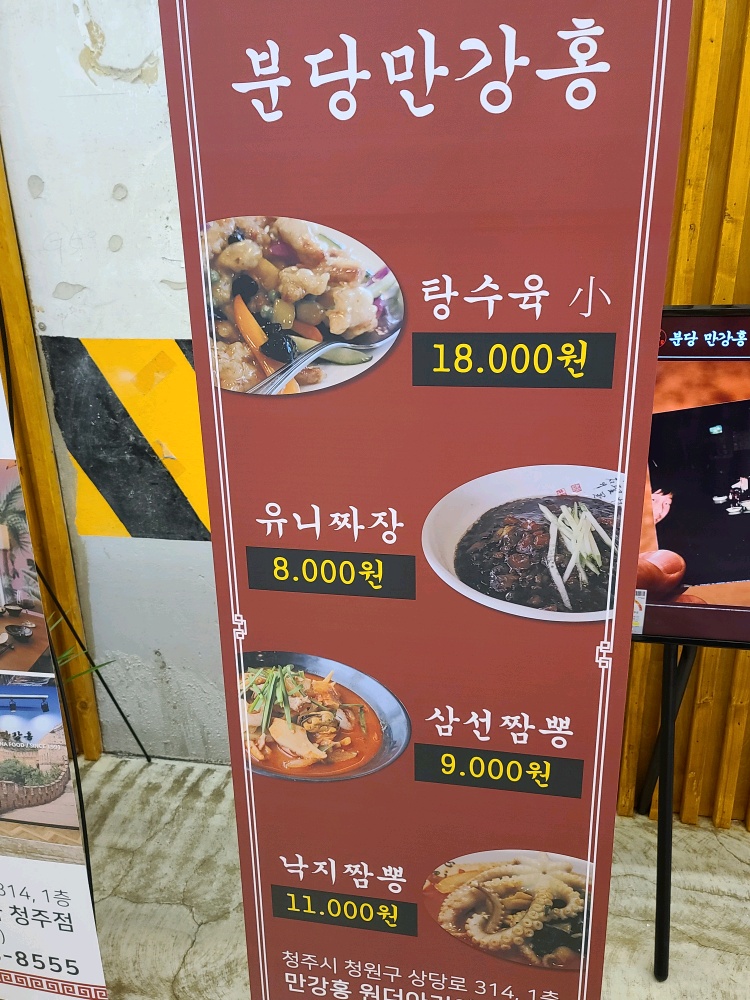 분당만강홍
탕수육 小
18.000원
유니짜장
8.000원
삼선짬뽕
9.000원
낙지짬뽕
11.000원
청주시 청원구 상당로 314, 1층
만강홍
분당 만강홍
314, 1층
청주점
-8555